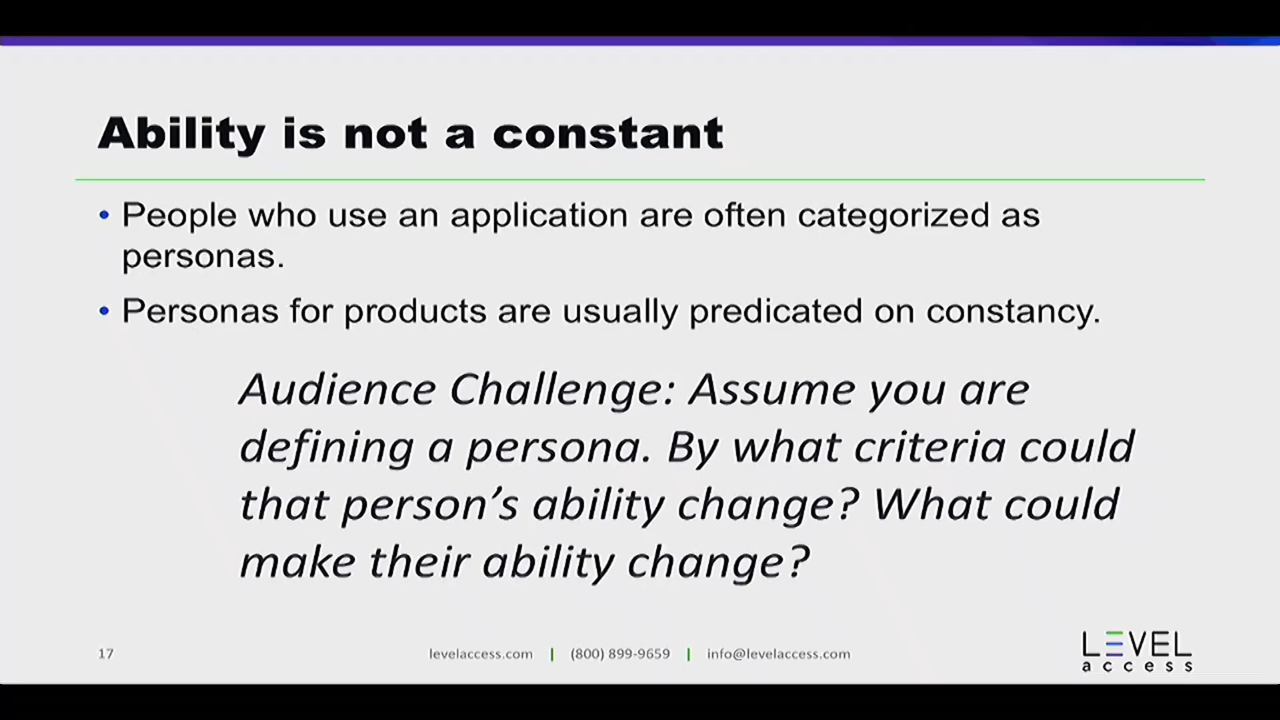 Ability is not a constant
• People who use an application are often categorized as
personas.
• Personas for products are usually predicated on constancy.
Audience Challenge: Assume you are
defining a persona. By what criteria could
that person’s ability change? What could
make their ability change?
17
levelaccess.com | (800) 899-9659 | info@levelaccess.com
LEVEL
access